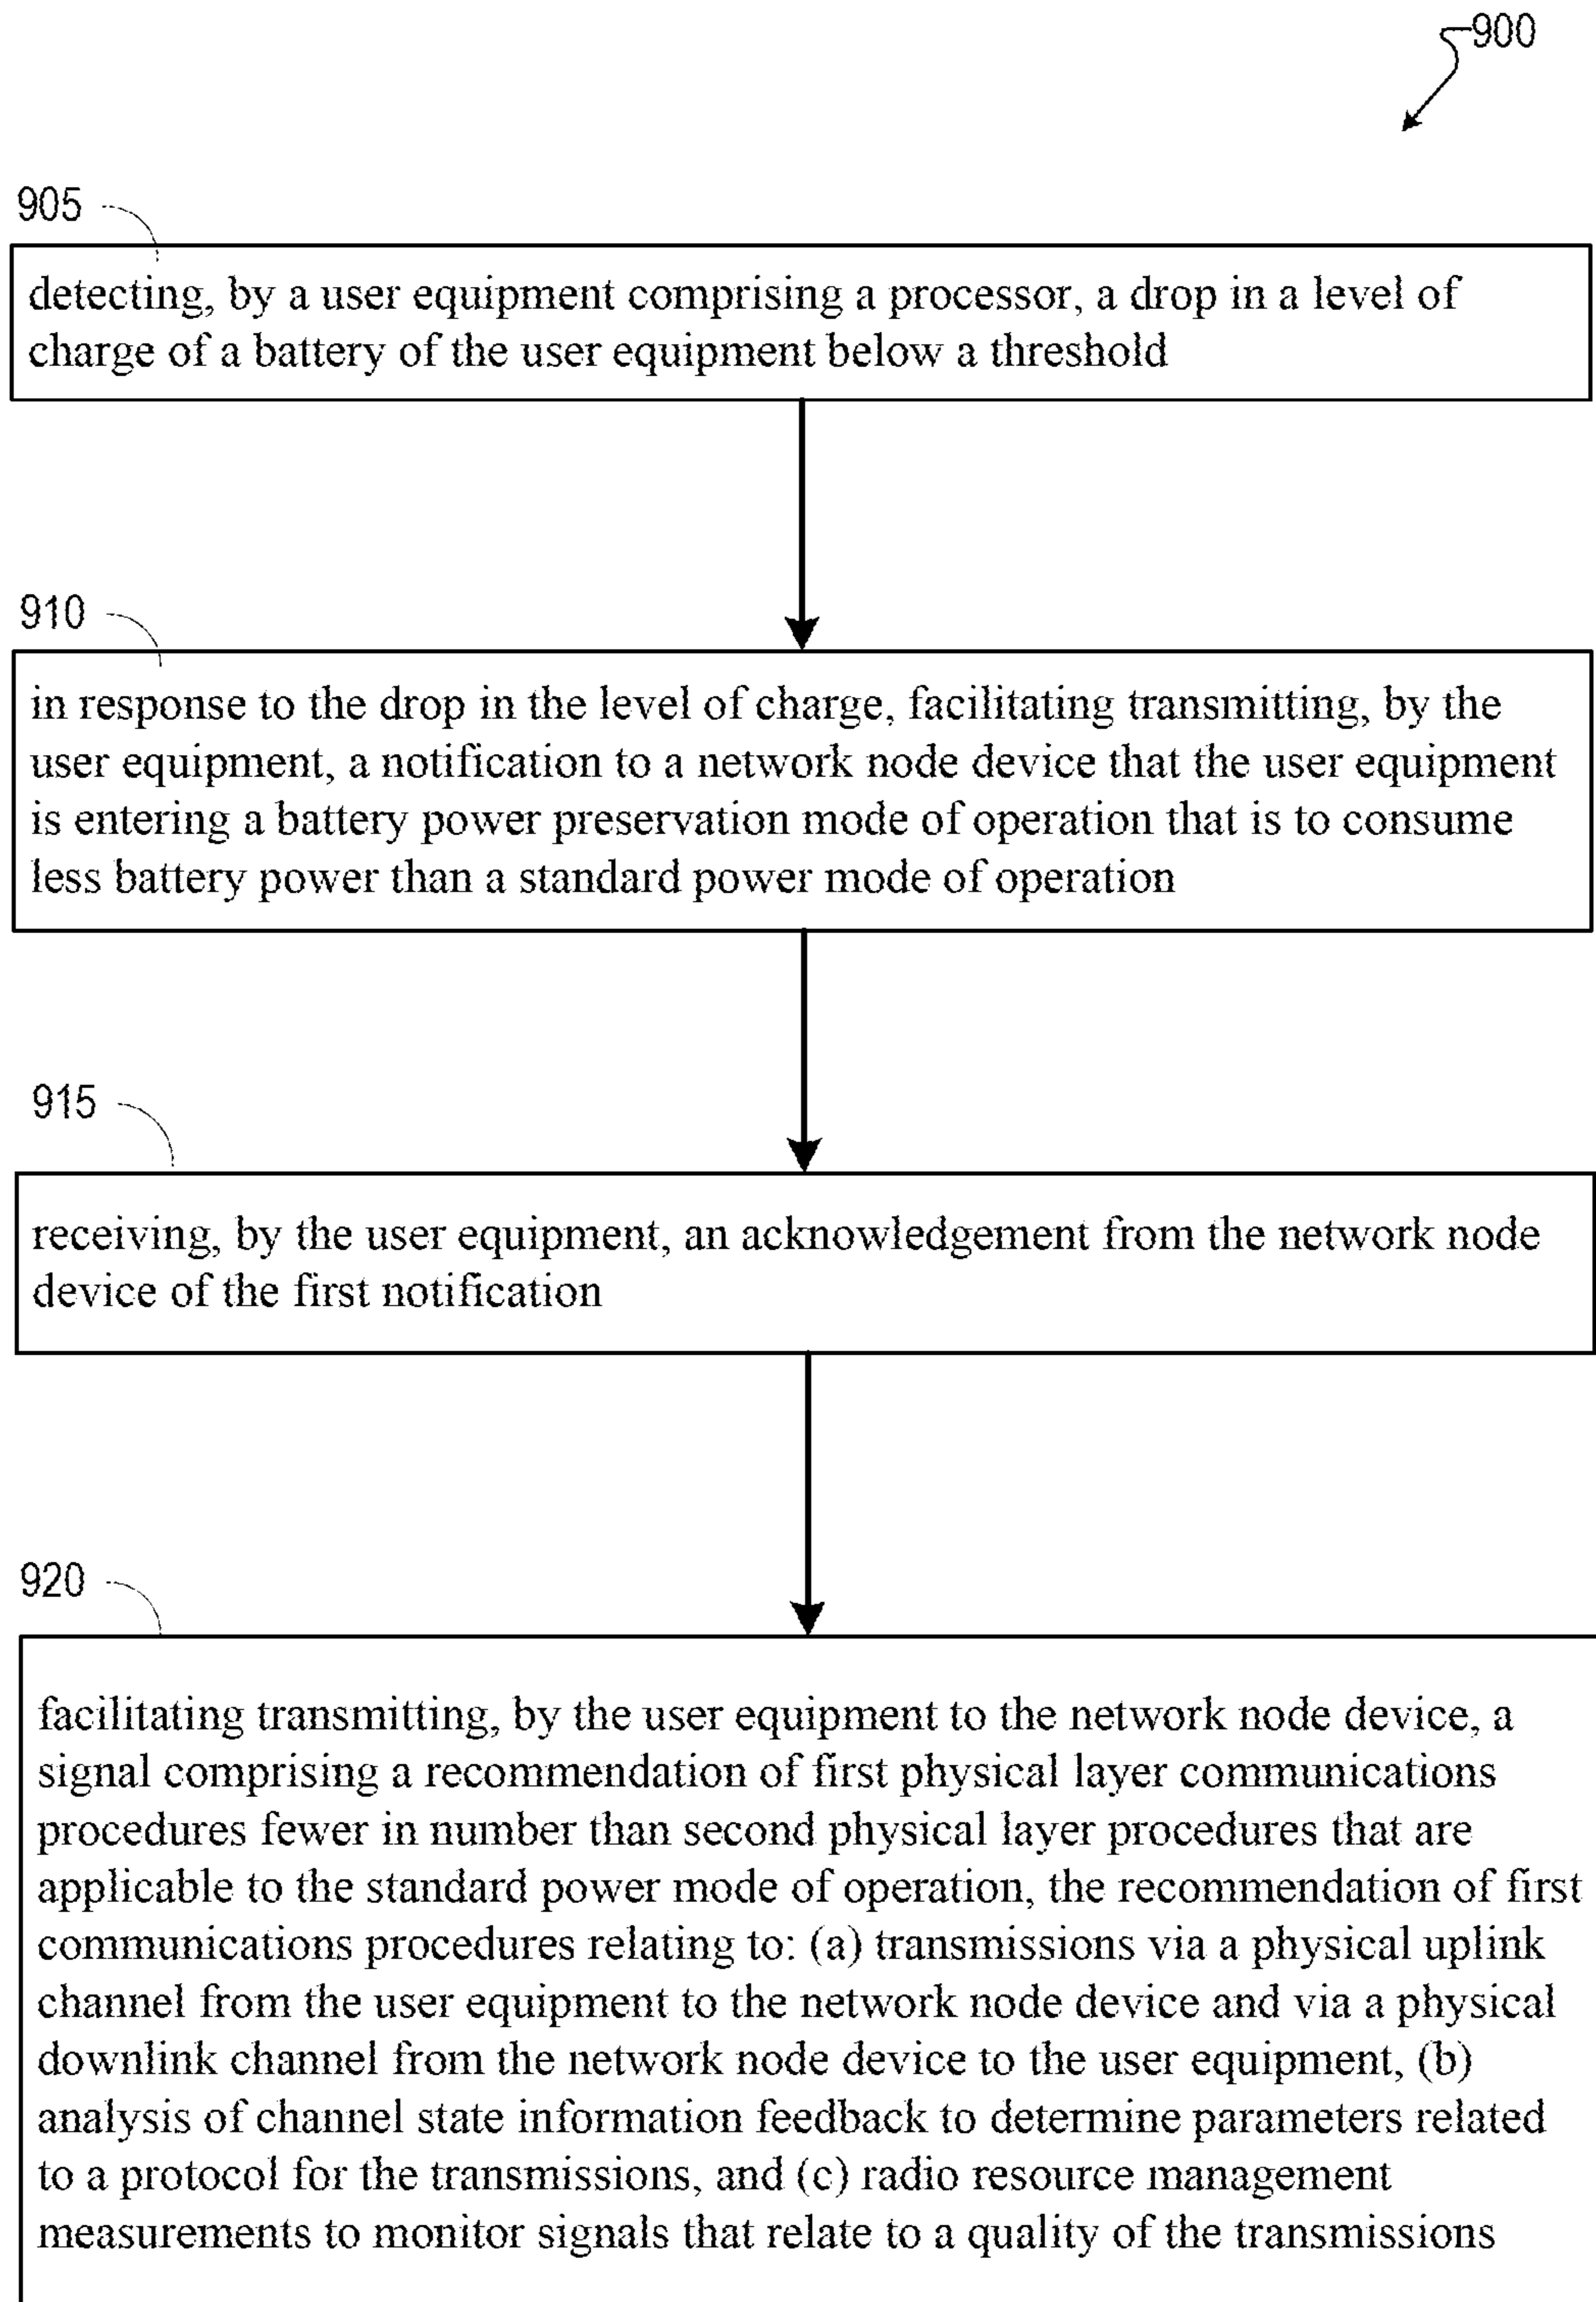 900
905
detecting, by a user equipment comprising a processor, a drop in a level of
charge of a battery of the user equipment below a threshold
910
in response to the drop in the level of charge, facilitating transmitting, by the
user equipment, a notification to a network node device that the user equipment
is entering a battery power preservation mode of operation that is to consume
less battery power than a standard power mode of operation
915
receiving, by the user equipment, an acknowledgement from the network node
device of the first notification
920
facilitating transmitting, by the user equipment to the network node device, a
signal comprising a recommendation of first physical layer communications
procedures fewer in number than second physical layer procedures that are
applicable to the standard power mode of operation, the recommendation of first
communications procedures relating to: (a) transmissions via a physical uplink
channel from the user equipment to the network node device and via a physical
downlink channel from the network node device to the user equipment, (b)
analysis of channel state information feedback to determine parameters related
to a protocol for the transmissions, and (c) radio resource management
measurements to monitor signals that relate to a quality of the transmissions